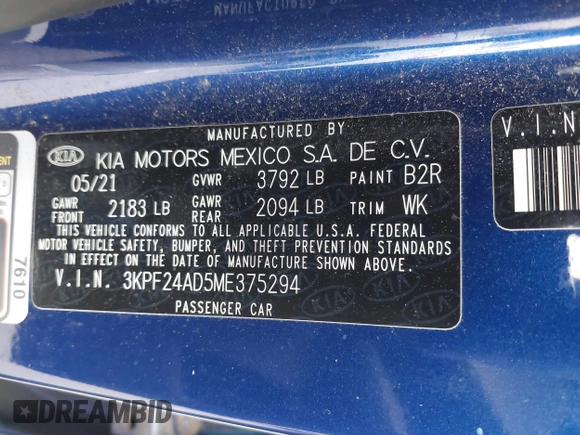 MANUFACTURED BY
KIA KIA MOTORS MEXICO S.A. DE C.V.
05/21 GVWR 3792 LB PAINT B2R
GAWR FRONT 2183 LB GAWR REAR 2094 LB TRIM WK
THIS VEHICLE CONFORMS TO ALL APPLICABLE U.S.A. FEDERAL
MOTOR VEHICLE SAFETY, BUMPER, AND THEFT PREVENTION STANDARDS
IN EFFECT ON THE DATE OF MANUFACTURE SHOWN ABOVE.
V.I.N. 3KPF24AD5ME375294
PASSENGER CAR
V.I.N
7610
DREAMBID